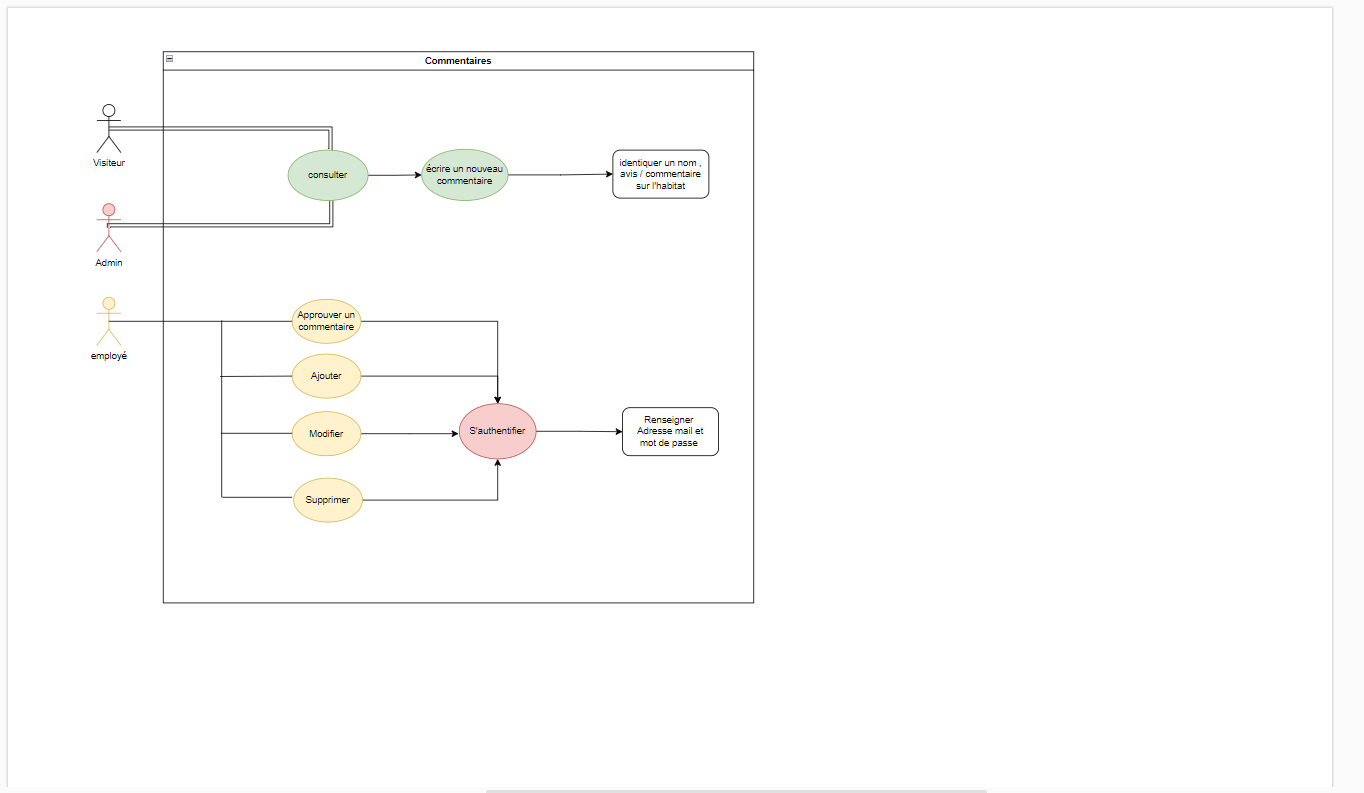 Commentaires
Visiteur
consulter
écrire un nouveau
commentaire
identiquer un nom ,
avis / commentaire
sur l'habitat
Admin
employé
Approuver un
commentaire
Ajouter
Modifier
Supprimer
S'authentifier
Renseigner
Adresse mail et
mot de passe